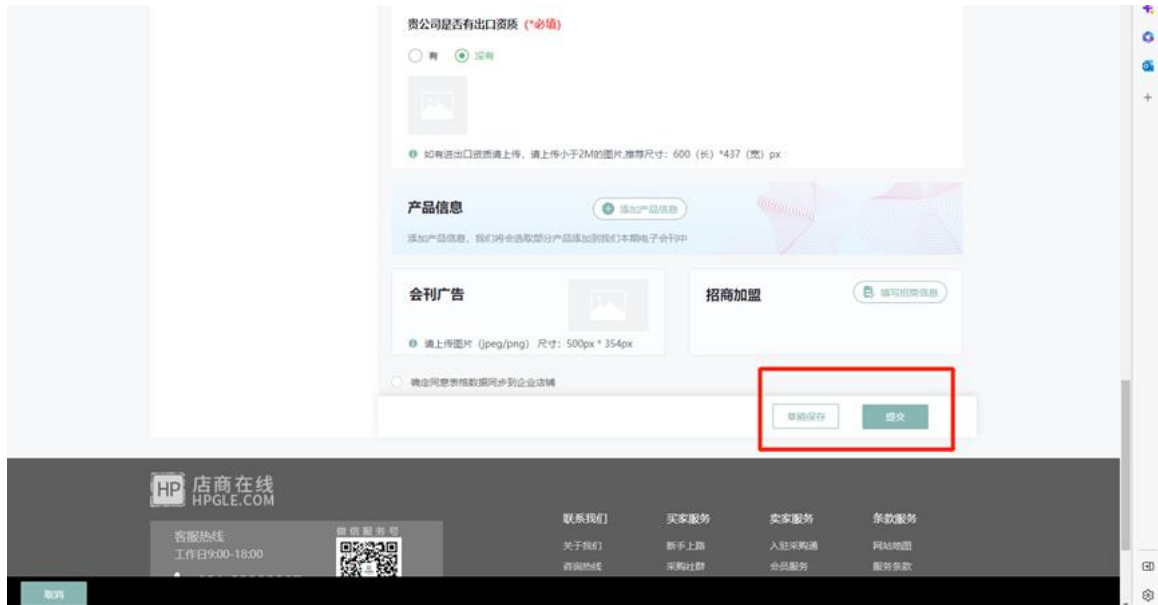 贵公司是否有出口资质 (*必填)
有 没有
如有进出口资质请上传，请上传小于2M的图片,推荐尺寸：600（长）*437（宽）px
产品信息
添加产品信息
添加产品信息，我们将会选取部分产品添加到我们本期电子会刊中
会刊广告
招商加盟
填写招商信息
请上传图片（jpeg/png） 尺寸：500px * 354px
确定同意表格数据同步到企业店铺
草稿保存 提交
HP 店商在线
HPGLE.COM
客服热线
工作日9:00-18:00
微信服务号
联系我们 买家服务 卖家服务 条款服务
关于我们 新手上路 入驻采购通 网站地图
咨询热线 采购社群 会员服务 服务条款
取消